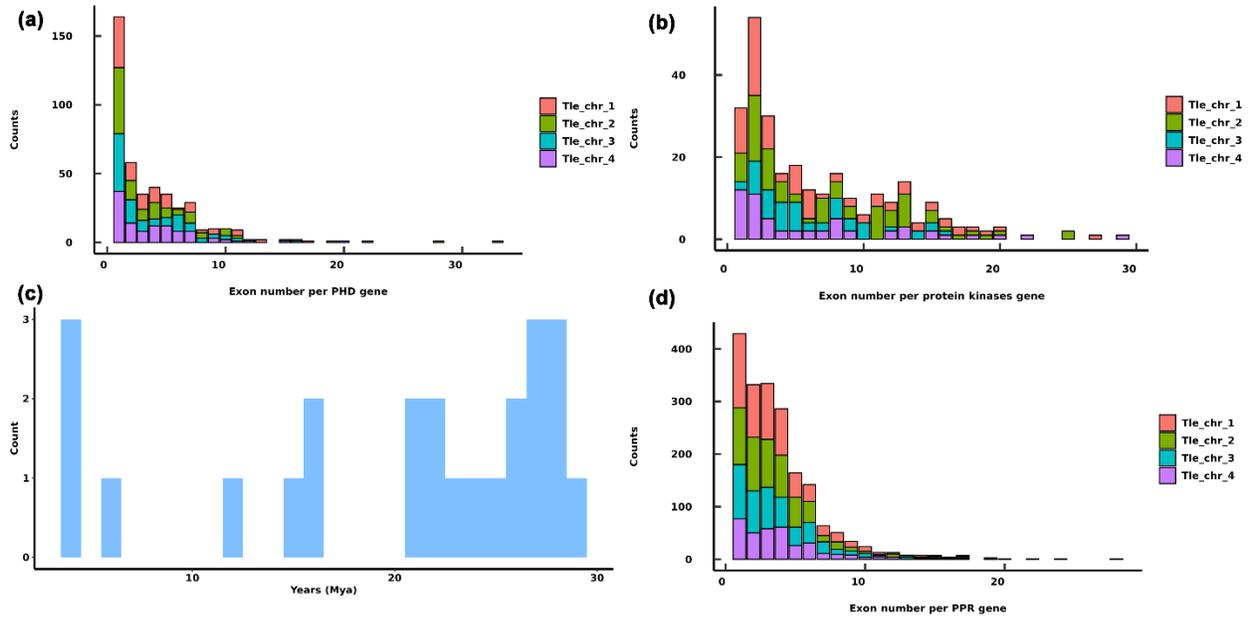 (a)
150
100
50
0
Counts
0 10 20 30
Exon number per PHD gene
Tle_chr_1
Tle_chr_2
Tle_chr_3
Tle_chr_4
(b)
40
20
0
Counts
0 10 20 30
Exon number per protein kinases gene
Tle_chr_1
Tle_chr_2
Tle_chr_3
Tle_chr_4
(c)
3
2
1
0
Count
10 20 30
Years (Mya)
(d)
400
300
200
100
0
Counts
0 10 20
Exon number per PPR gene
Tle_chr_1
Tle_chr_2
Tle_chr_3
Tle_chr_4